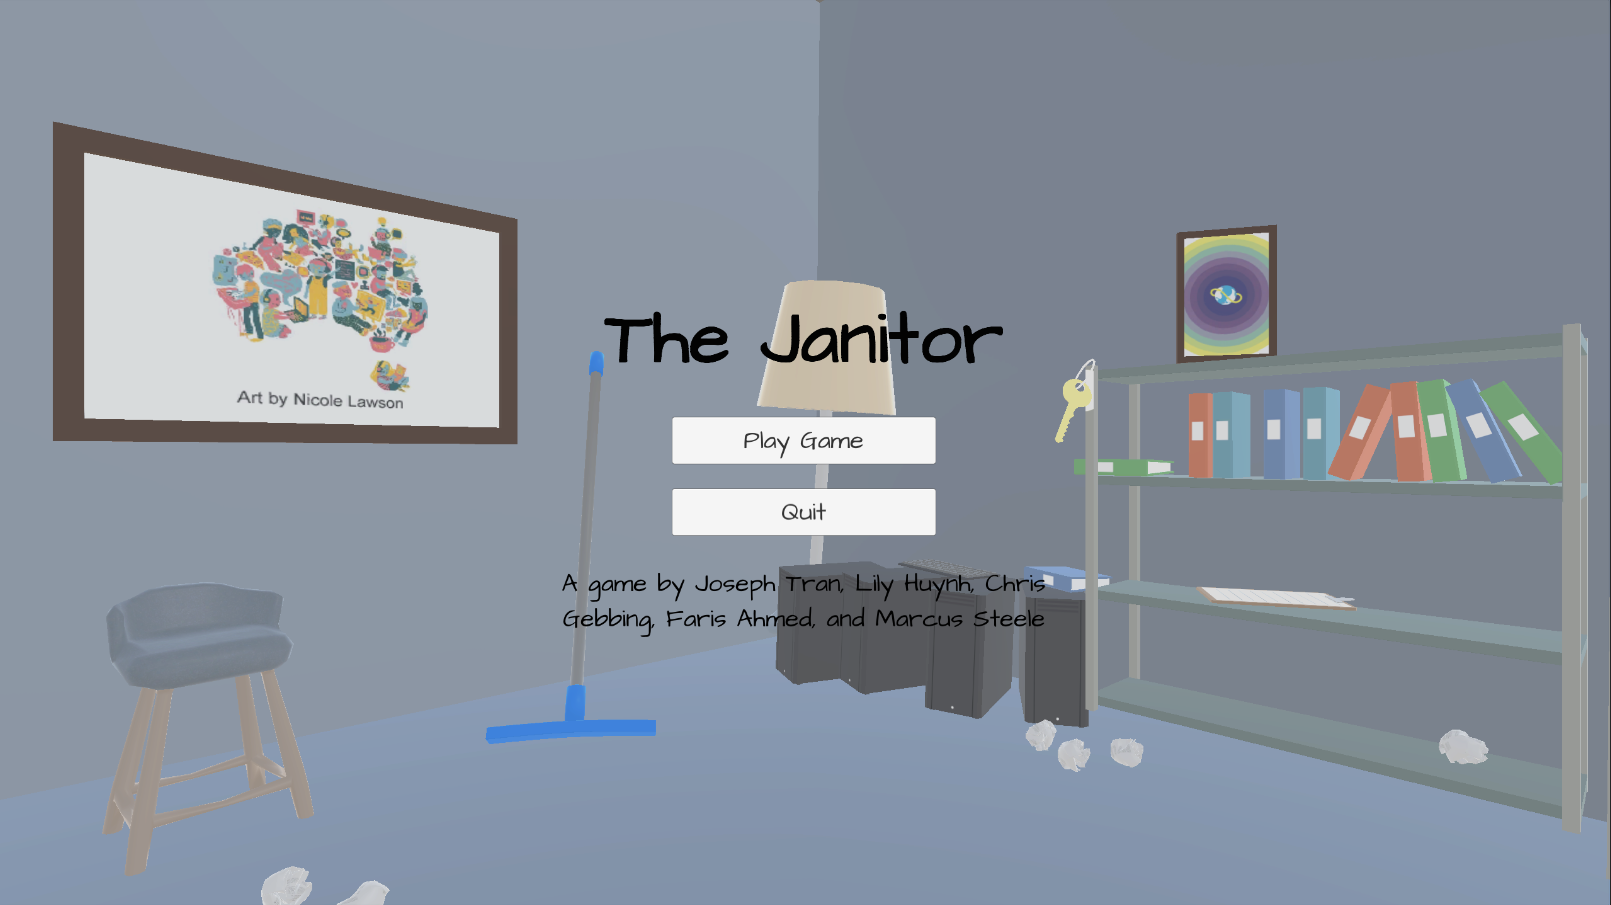 Art by Nicole Lawson
The Janitor
Play Game
Quit
A game by Joseph Tran, Lily Huynh, Chris
Gebbing, Faris Ahmed, and Marcus Steele